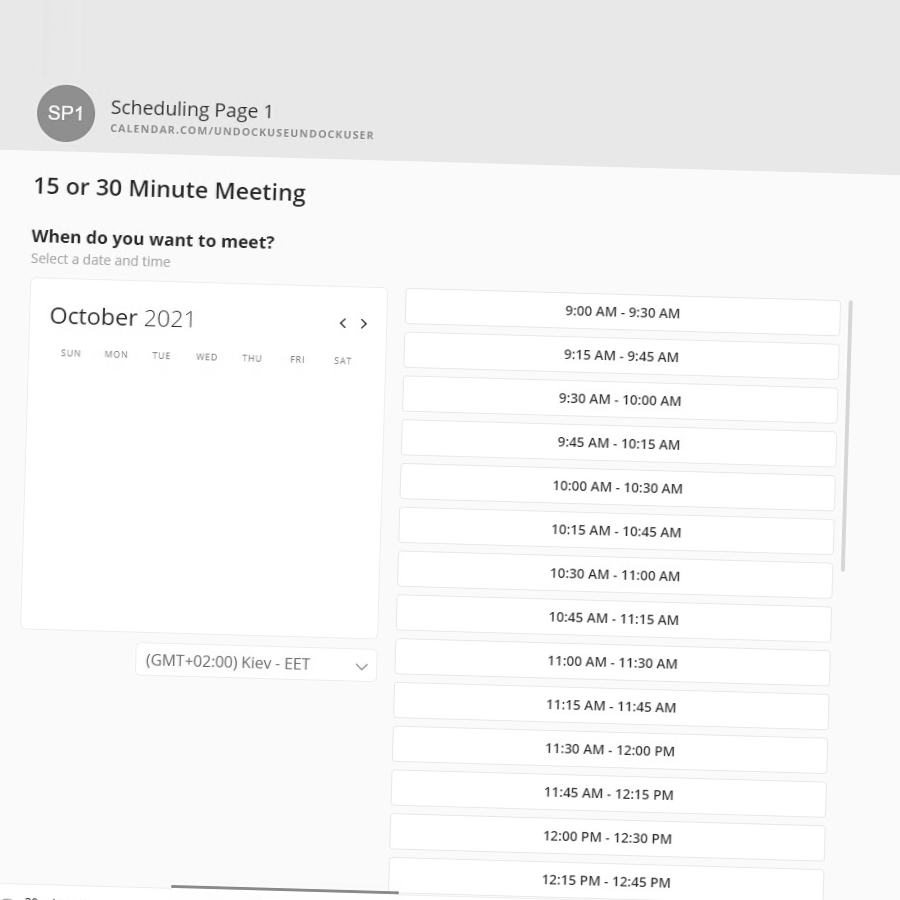 SP1
Scheduling Page 1
CALENDAR.COM/UNDOCKUSEUNDOCKUSER
15 or 30 Minute Meeting
When do you want to meet?
Select a date and time
October 2021
SUN MON TUE WED THU FRI SAT
(GMT+02:00) Kiev - EET
9:00 AM - 9:30 AM
9:15 AM - 9:45 AM
9:30 AM - 10:00 AM
9:45 AM - 10:15 AM
10:00 AM - 10:30 AM
10:15 AM - 10:45 AM
10:30 AM - 11:00 AM
10:45 AM - 11:15 AM
11:00 AM - 11:30 AM
11:15 AM - 11:45 AM
11:30 AM - 12:00 PM
11:45 AM - 12:15 PM
12:00 PM - 12:30 PM
12:15 PM - 12:45 PM